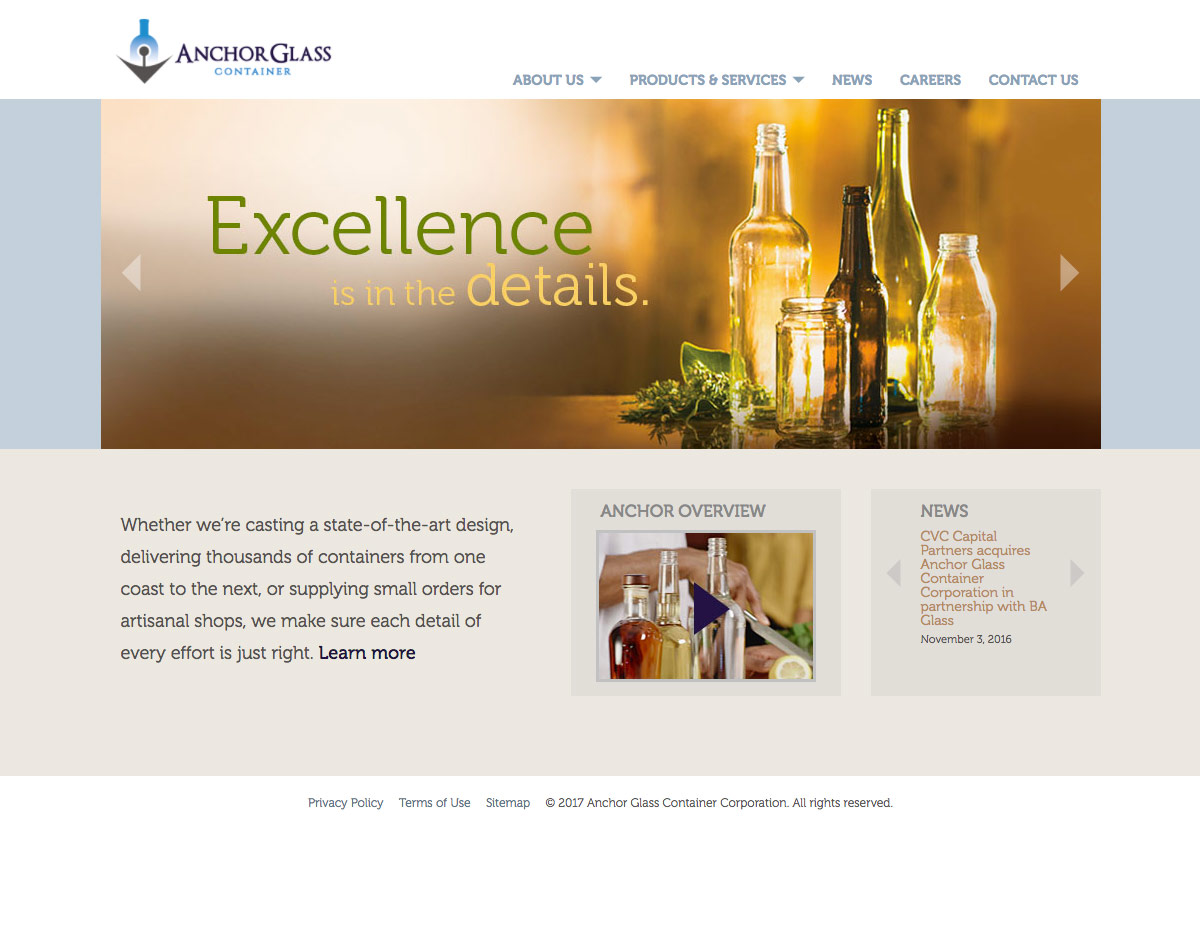 ANCHOR GLASS
CONTAINER
ABOUT US
PRODUCTS & SERVICES
NEWS
CAREERS
CONTACT US
Excellence
is in the details.
Whether we’re casting a state-of-the-art design,
delivering thousands of containers from one
coast to the next, or supplying small orders for
artisanal shops, we make sure each detail of
every effort is just right. Learn more
ANCHOR OVERVIEW
NEWS
CVC Capital
Partners acquires
Anchor Glass
Container
Corporation in
partnership with BA
Glass
November 3, 2016
Privacy Policy Terms of Use Sitemap © 2017 Anchor Glass Container Corporation. All rights reserved.